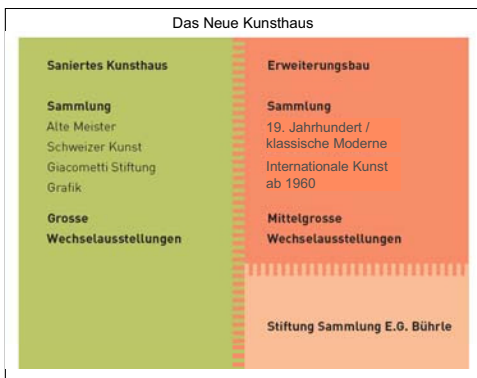 Das Neue Kunsthaus
Saniertes Kunsthaus
Sammlung
Alte Meister
Schweizer Kunst
Giacometti Stiftung
Grafik
Grosse
Wechselausstellungen
Erweiterungsbau
Sammlung
19. Jahrhundert /
klassische Moderne
Internationale Kunst
ab 1960
Mittelgrosse
Wechselausstellungen
Stiftung Sammlung E.G. Bührle